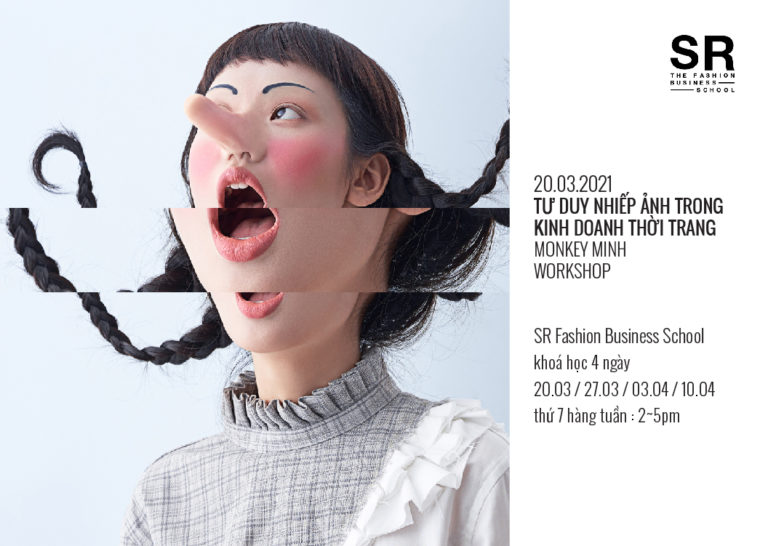 SR
THE FASHION
BUSINESS
SCHOOL
20.03.2021
TƯ DUY NHIẾP ẢNH TRONG
KINH DOANH THỜI TRANG
MONKEY MINH
WORKSHOP
SR Fashion Business School
khoá học 4 ngày
20.03 / 27.03 / 03.04 / 10.04
thứ 7 hàng tuần : 2~5pm